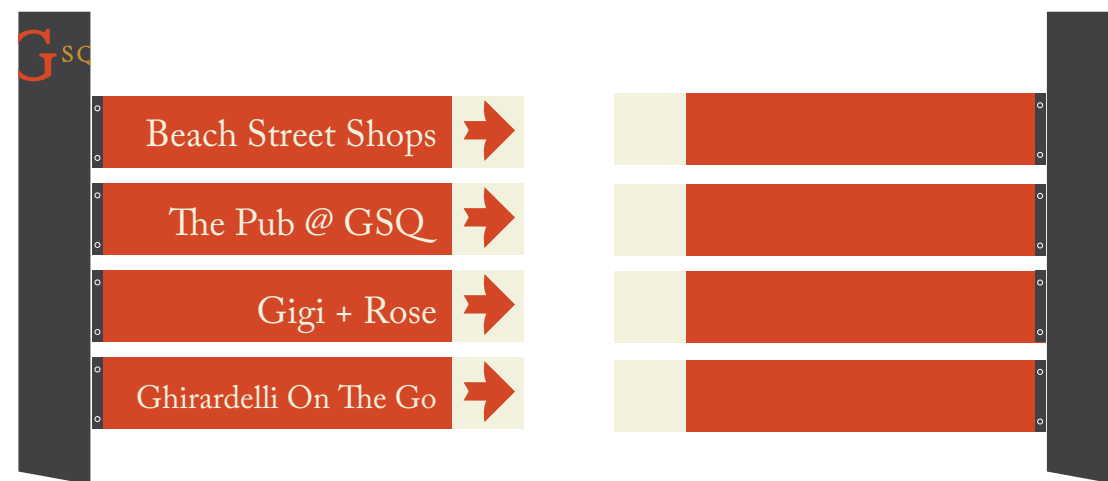 GSQ
Beach Street Shops
The Pub @ GSQ
Gigi + Rose
Ghirardelli On The Go